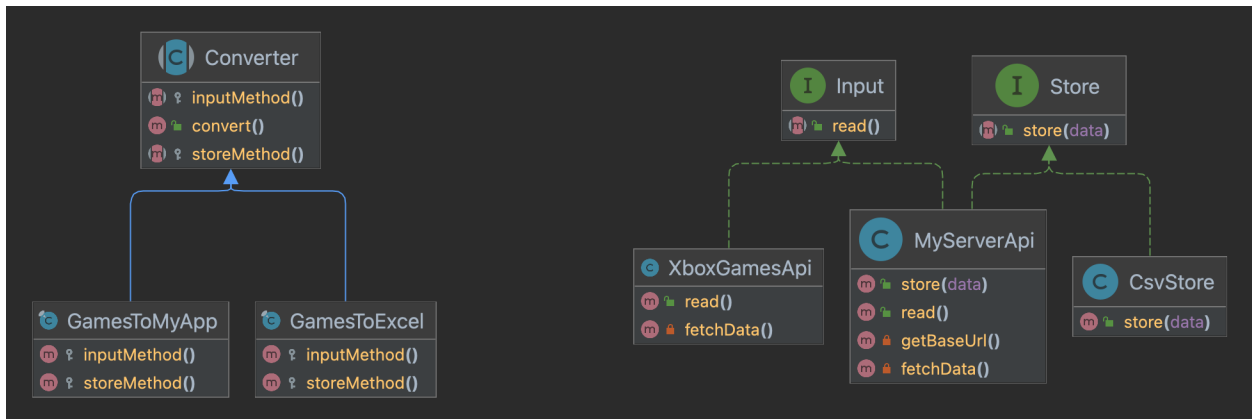 Converter
inputMethod()
convert()
storeMethod()
GamesToMyApp
inputMethod()
storeMethod()
GamesToExcel
inputMethod()
storeMethod()
Input
read()
Store
store(data)
XboxGamesApi
read()
fetchData()
MyServerApi
store(data)
read()
getBaseUrl()
fetchData()
CsvStore
store(data)